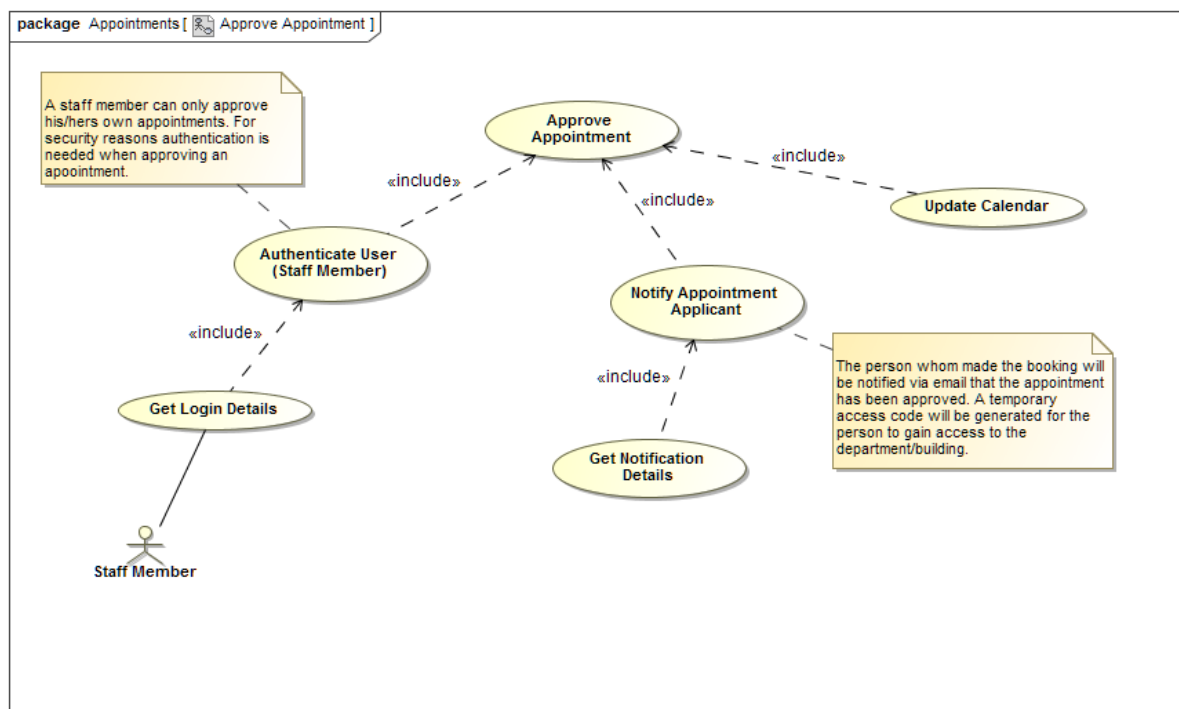 package Appointments [ Approve Appointment ]
A staff member can only approve
his/hers own appointments. For
security reasons authentication is
needed when approving an
apointment.
Approve
Appointment
«include»
«include»
«include»
Update Calendar
Authenticate User
(Staff Member)
Notify Appointment
Applicant
«include»
«include»
The person whom made the booking will
be notified via email that the appointment
has been approved. A temporary
access code will be generated for the
person to gain access to the
department/building.
Get Login Details
Get Notification
Details
Staff Member